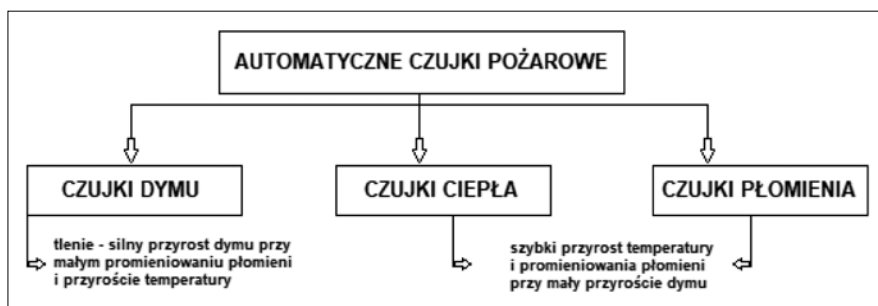 AUTOMATYCZNE CZUJKI POŻAROWE
CZUJKI DYMU
CZUJKI CIEPŁA
CZUJKI PŁOMIENIA
tlenie - silny przyrost dymu przy
małym promieniowaniu płomieni
i przyroście temperatury
szybki przyrost temperatury
i promieniowania płomieni
przy mały przyroście dymu